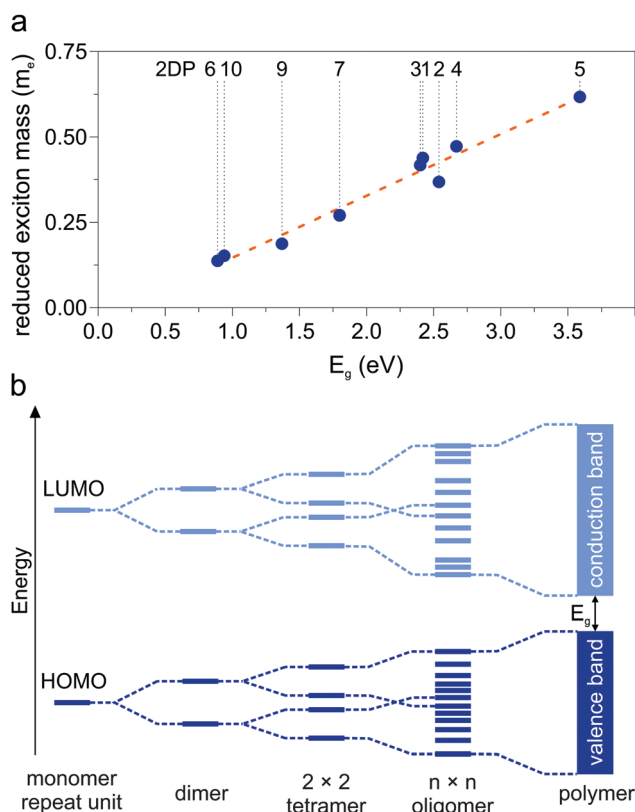 a
reduced exciton mass (mₑ)
0.75
0.50
0.25
0.00
2DP 6 10 9 7 3 1 2 4 5
0.0 0.5 1.0 1.5 2.0 2.5 3.0 3.5
E_g (eV)
b
Energy
LUMO
HOMO
conduction band
E_g
valence band
monomer
repeat unit
dimer
2 × 2
tetramer
n × n
oligomer
polymer